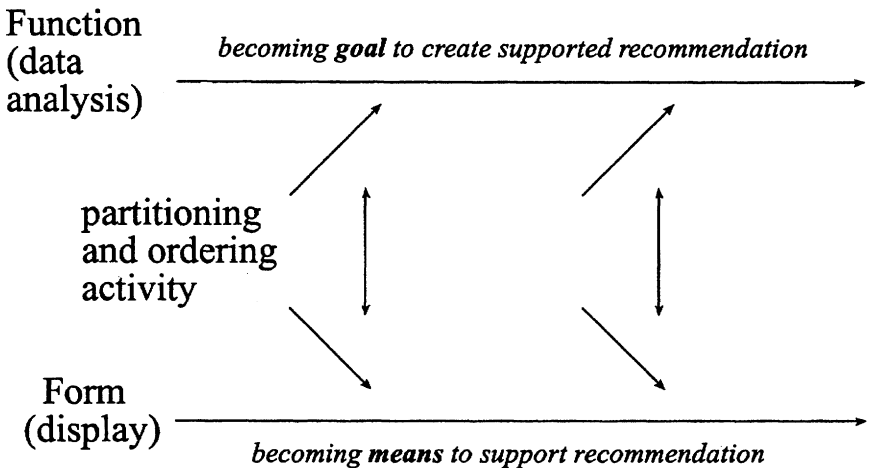 Function
(data
analysis)
becoming goal to create supported recommendation
partitioning
and ordering
activity
Form
(display)
becoming means to support recommendation